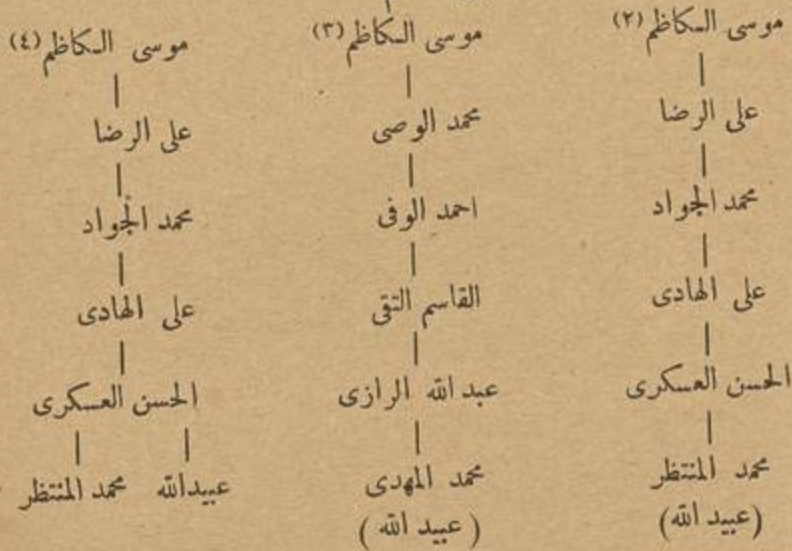 موسى الكاظم (٢)
على الرضا
محمد الجواد
على الهادى
الحسن العسكرى
محمد المنتظر
(عبيد الله)
موسى الكاظم (٣)
محمد الوصى
احمد الوفى
القاسم التقى
عبد الله الرازى
محمد المهدى
( عبيد الله )
موسى الكاظم (٤)
على الرضا
محمد الجواد
على الهادى
الحسن العسكرى
عبيدالله محمد المنتظر